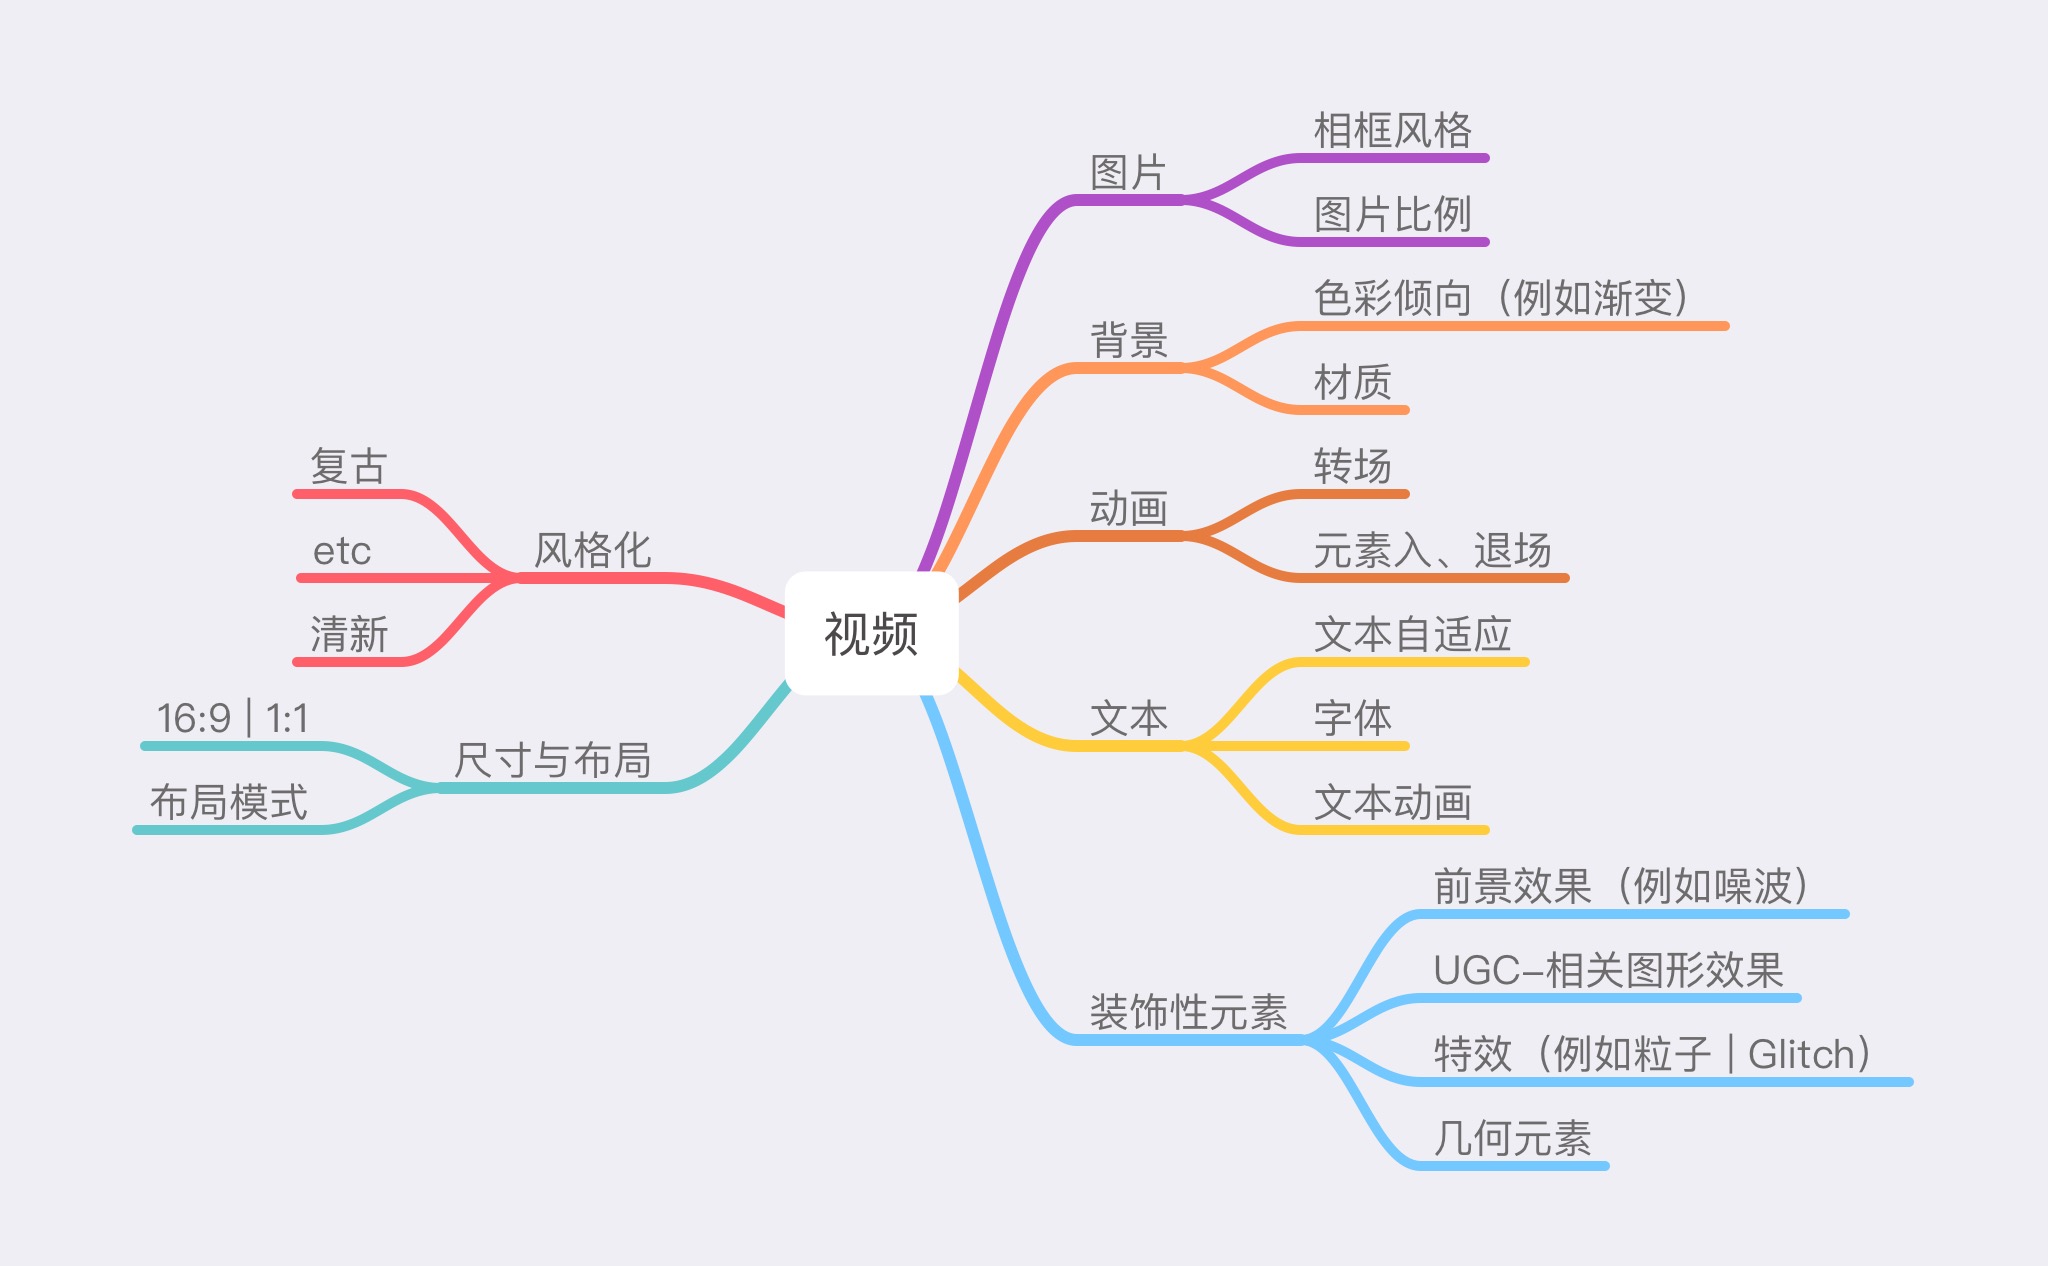 视频
图片
相框风格
图片比例
背景
色彩倾向（例如渐变）
材质
动画
转场
元素入、退场
文本
文本自适应
字体
文本动画
装饰性元素
前景效果（例如噪波）
UGC-相关图形效果
特效（例如粒子 | Glitch）
几何元素
风格化
复古
etc
清新
尺寸与布局
16:9 | 1:1
布局模式